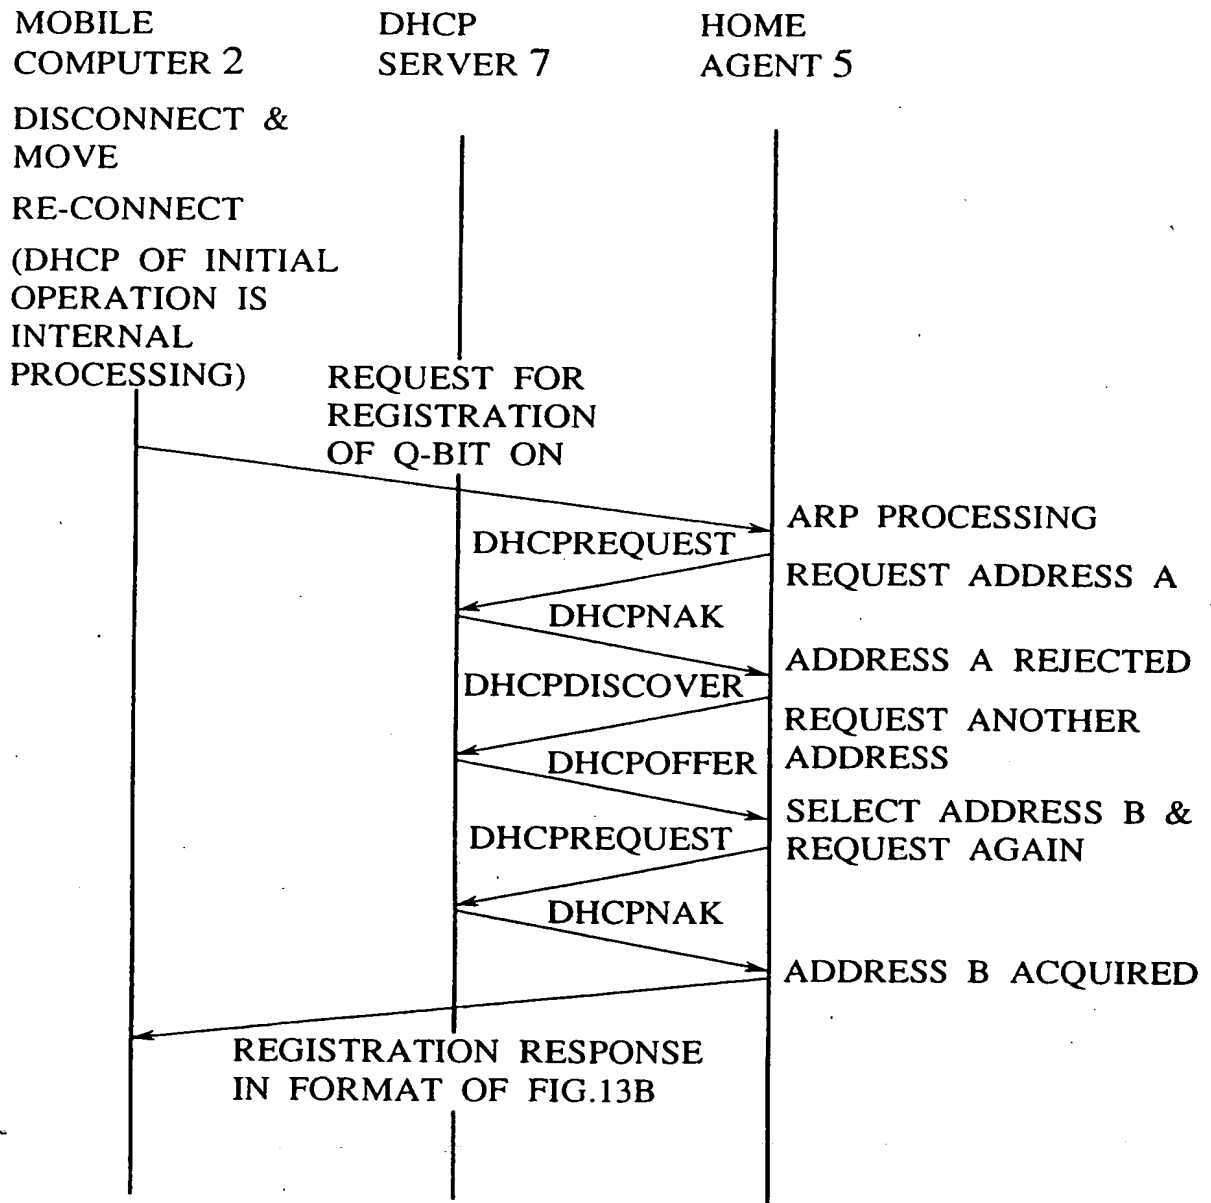 MOBILE
COMPUTER 2
DHCP
SERVER 7
HOME
AGENT 5
DISCONNECT &
MOVE
RE-CONNECT
(DHCP OF INITIAL
OPERATION IS
INTERNAL
PROCESSING)
REQUEST FOR
REGISTRATION
OF Q-BIT ON
ARP PROCESSING
DHCPREQUEST
REQUEST ADDRESS A
DHCPNAK
ADDRESS A REJECTED
DHCPDISCOVER
REQUEST ANOTHER
ADDRESS
DHCPOFFER
SELECT ADDRESS B &
REQUEST AGAIN
DHCPREQUEST
DHCPNAK
ADDRESS B ACQUIRED
REGISTRATION RESPONSE
IN FORMAT OF FIG.13B